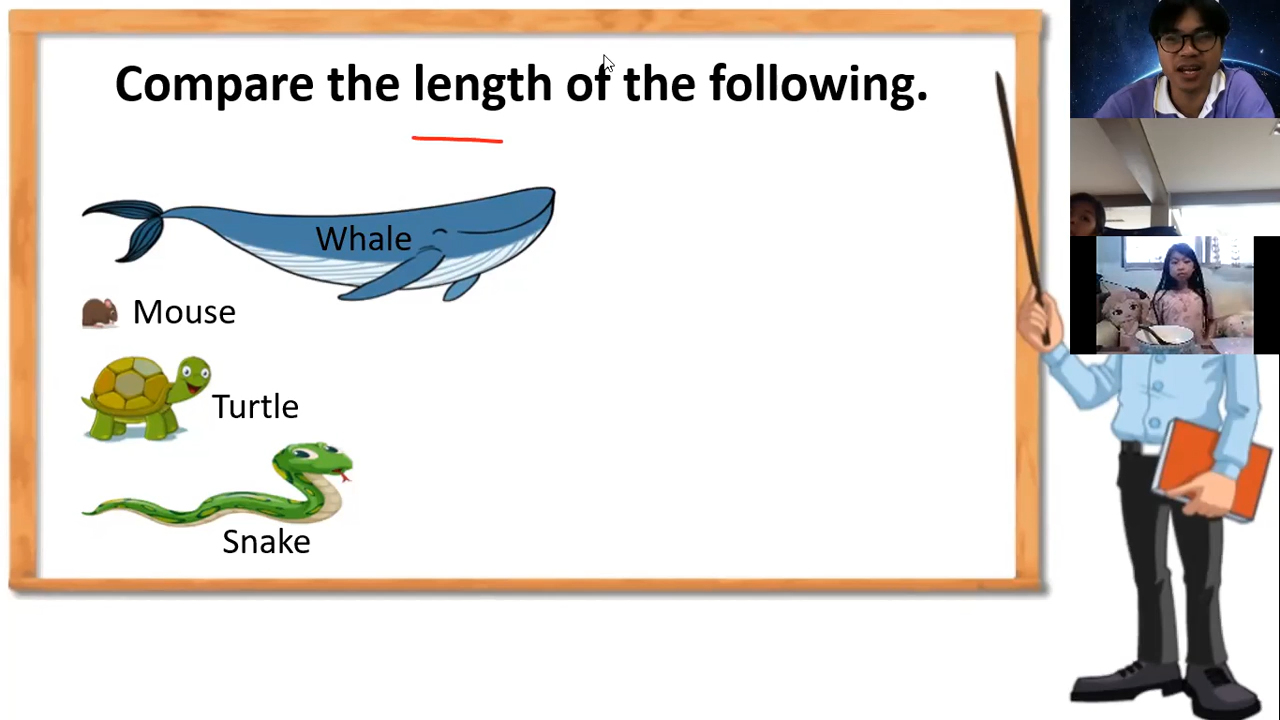 Compare the length of the following.
Whale
Mouse
Turtle
Snake